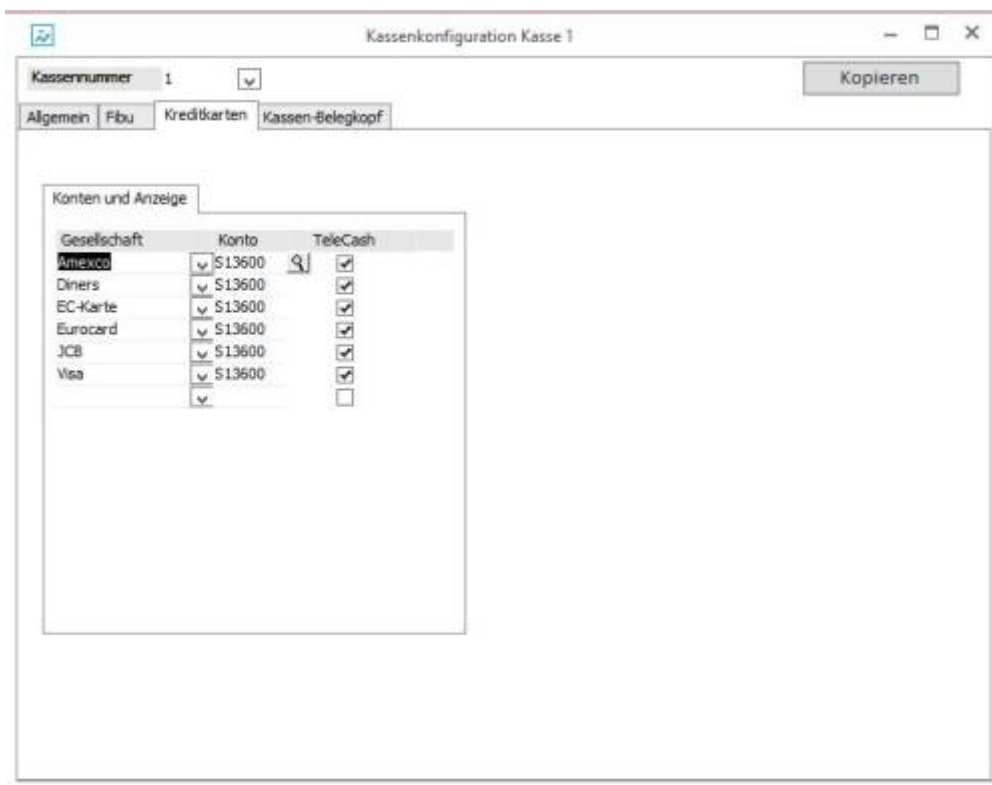 Kassenkonfiguration Kasse 1
Kassennummer 1
Kopieren
Allgemein Fibu Kreditkarten Kassen-Belegkopf
Konten und Anzeige
Gesellschaft Konto TeleCash
Amexco S13600
Diners S13600
EC-Karte S13600
Eurocard S13600
JCB S13600
Visa S13600